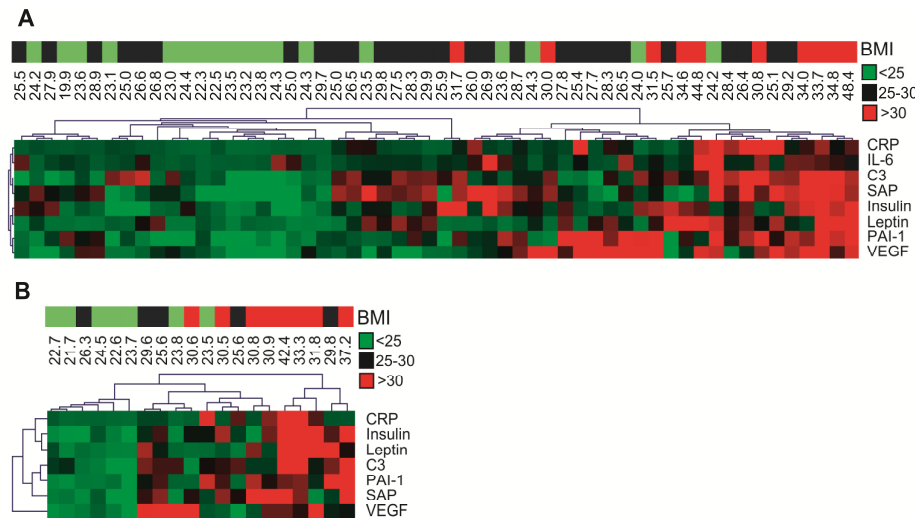 A
BMI
<25
25-30
>30
25.5 24.2 27.9 19.9 23.6 28.9 23.1 25.0 26.6 26.8 23.0 24.4 22.3 22.5 23.5 23.2 23.8 24.3 25.0 24.3 29.7 25.0 26.5 23.5 29.8 27.5 28.3 29.9 25.9 31.7 26.0 26.9 23.6 28.7 24.3 30.0 27.8 25.4 27.7 28.3 26.5 24.0 31.5 25.7 34.6 44.8 24.2 28.4 26.4 30.8 25.1 29.2 34.0 33.7 34.8 48.4
CRP
IL-6
C3
SAP
Insulin
Leptin
PAI-1
VEGF
B
BMI
<25
25-30
>30
22.7 21.7 26.3 24.5 22.6 23.7 29.6 25.6 23.8 30.6 23.5 30.5 25.6 30.8 30.9 42.4 33.3 31.8 29.8 37.2
CRP
Insulin
Leptin
C3
PAI-1
SAP
VEGF